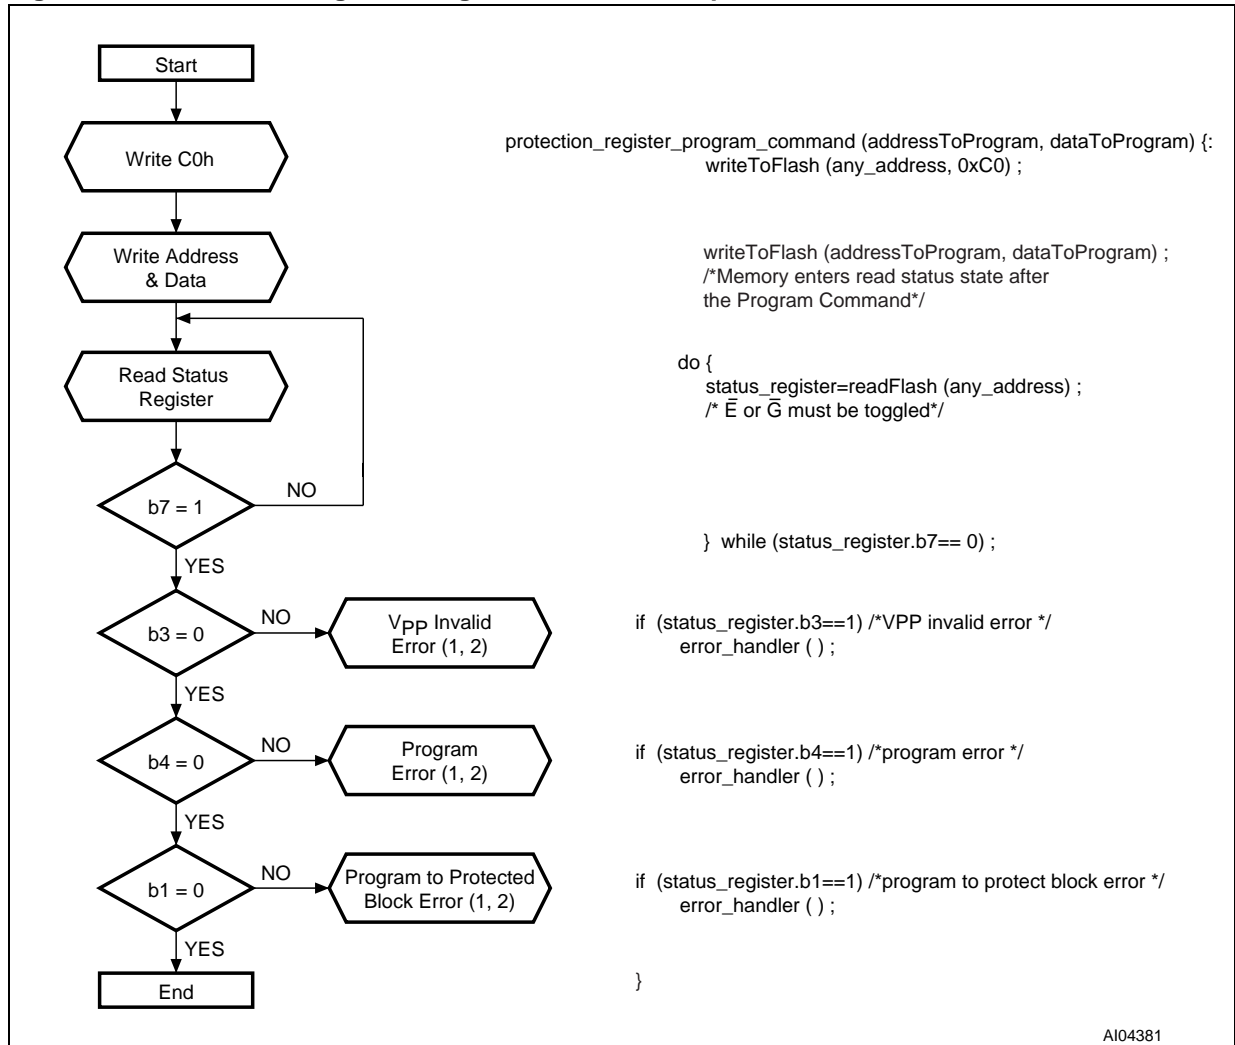 Start
Write C0h
protection_register_program_command (addressToProgram, dataToProgram) {:
writeToFlash (any_address, 0xC0) ;
Write Address
& Data
writeToFlash (addressToProgram, dataToProgram) ;
/*Memory enters read status state after
the Program Command*/
Read Status
Register
do {
status_register=readFlash (any_address) ;
/* E̅ or G̅ must be toggled*/
b7 = 1
NO
} while (status_register.b7== 0) ;
YES
b3 = 0
NO
VPP Invalid
Error (1, 2)
if (status_register.b3==1) /*VPP invalid error */
error_handler ( ) ;
YES
b4 = 0
NO
Program
Error (1, 2)
if (status_register.b4==1) /*program error */
error_handler ( ) ;
YES
b1 = 0
NO
Program to Protected
Block Error (1, 2)
if (status_register.b1==1) /*program to protect block error */
error_handler ( ) ;
YES
End
}
AI04381